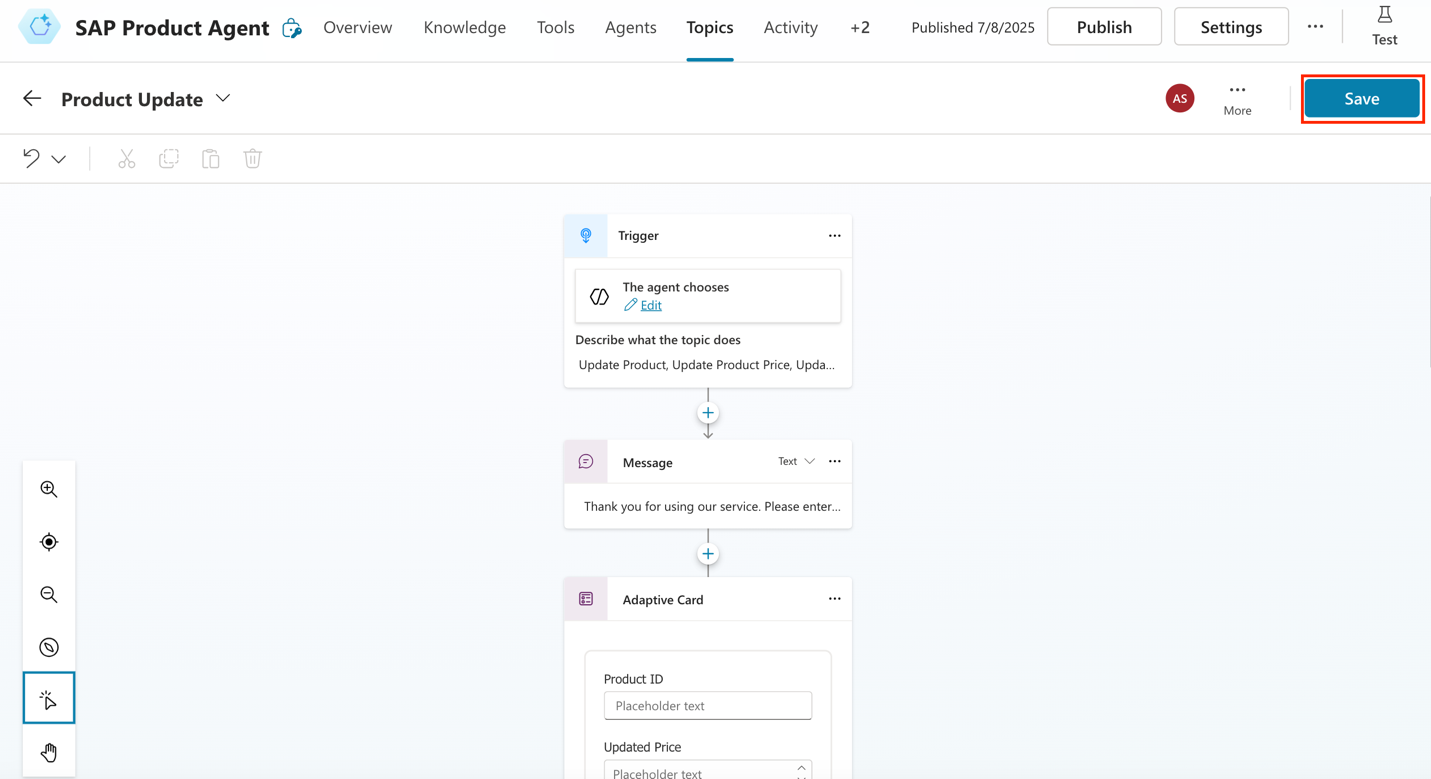 SAP Product Agent
Overview
Knowledge
Tools
Agents
Topics
Activity
+2
Published 7/8/2025
Publish
Settings
Test
Product Update
AS
More
Save
Trigger
The agent chooses
Edit
Describe what the topic does
Update Product, Update Product Price, Upda...
Message
Text
Thank you for using our service. Please enter...
Adaptive Card
Product ID
Placeholder text
Updated Price
Placeholder text